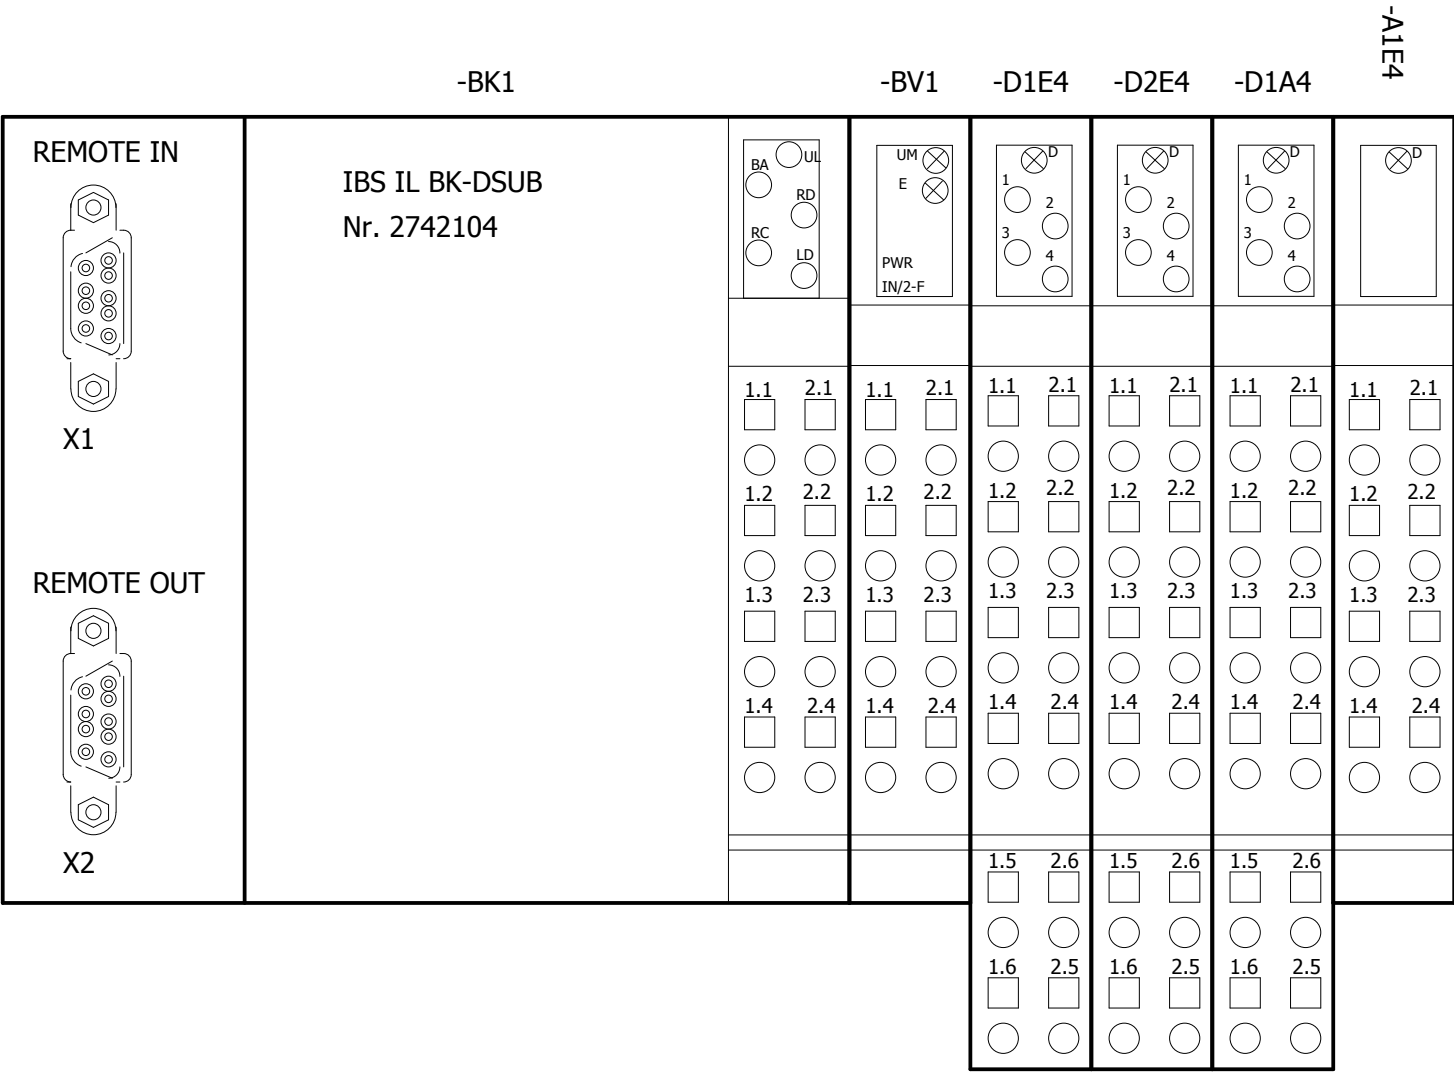 -A1E4
-BK1 -BV1 -D1E4 -D2E4 -D1A4
REMOTE IN
IBS IL BK-DSUB
Nr. 2742104
X1
REMOTE OUT
X2
UL
BA
RD
RC
LD
UM
E
PWR
IN/2-F
D
1
2
3
4
D
1
2
3
4
D
1
2
3
4
D
1.1 2.1 1.1 2.1 1.1 2.1 1.1 2.1 1.1 2.1 1.1 2.1
1.2 2.2 1.2 2.2 1.2 2.2 1.2 2.2 1.2 2.2 1.2 2.2
1.3 2.3 1.3 2.3 1.3 2.3 1.3 2.3 1.3 2.3 1.3 2.3
1.4 2.4 1.4 2.4 1.4 2.4 1.4 2.4 1.4 2.4 1.4 2.4
1.5 2.6 1.5 2.6 1.5 2.6
1.6 2.5 1.6 2.5 1.6 2.5